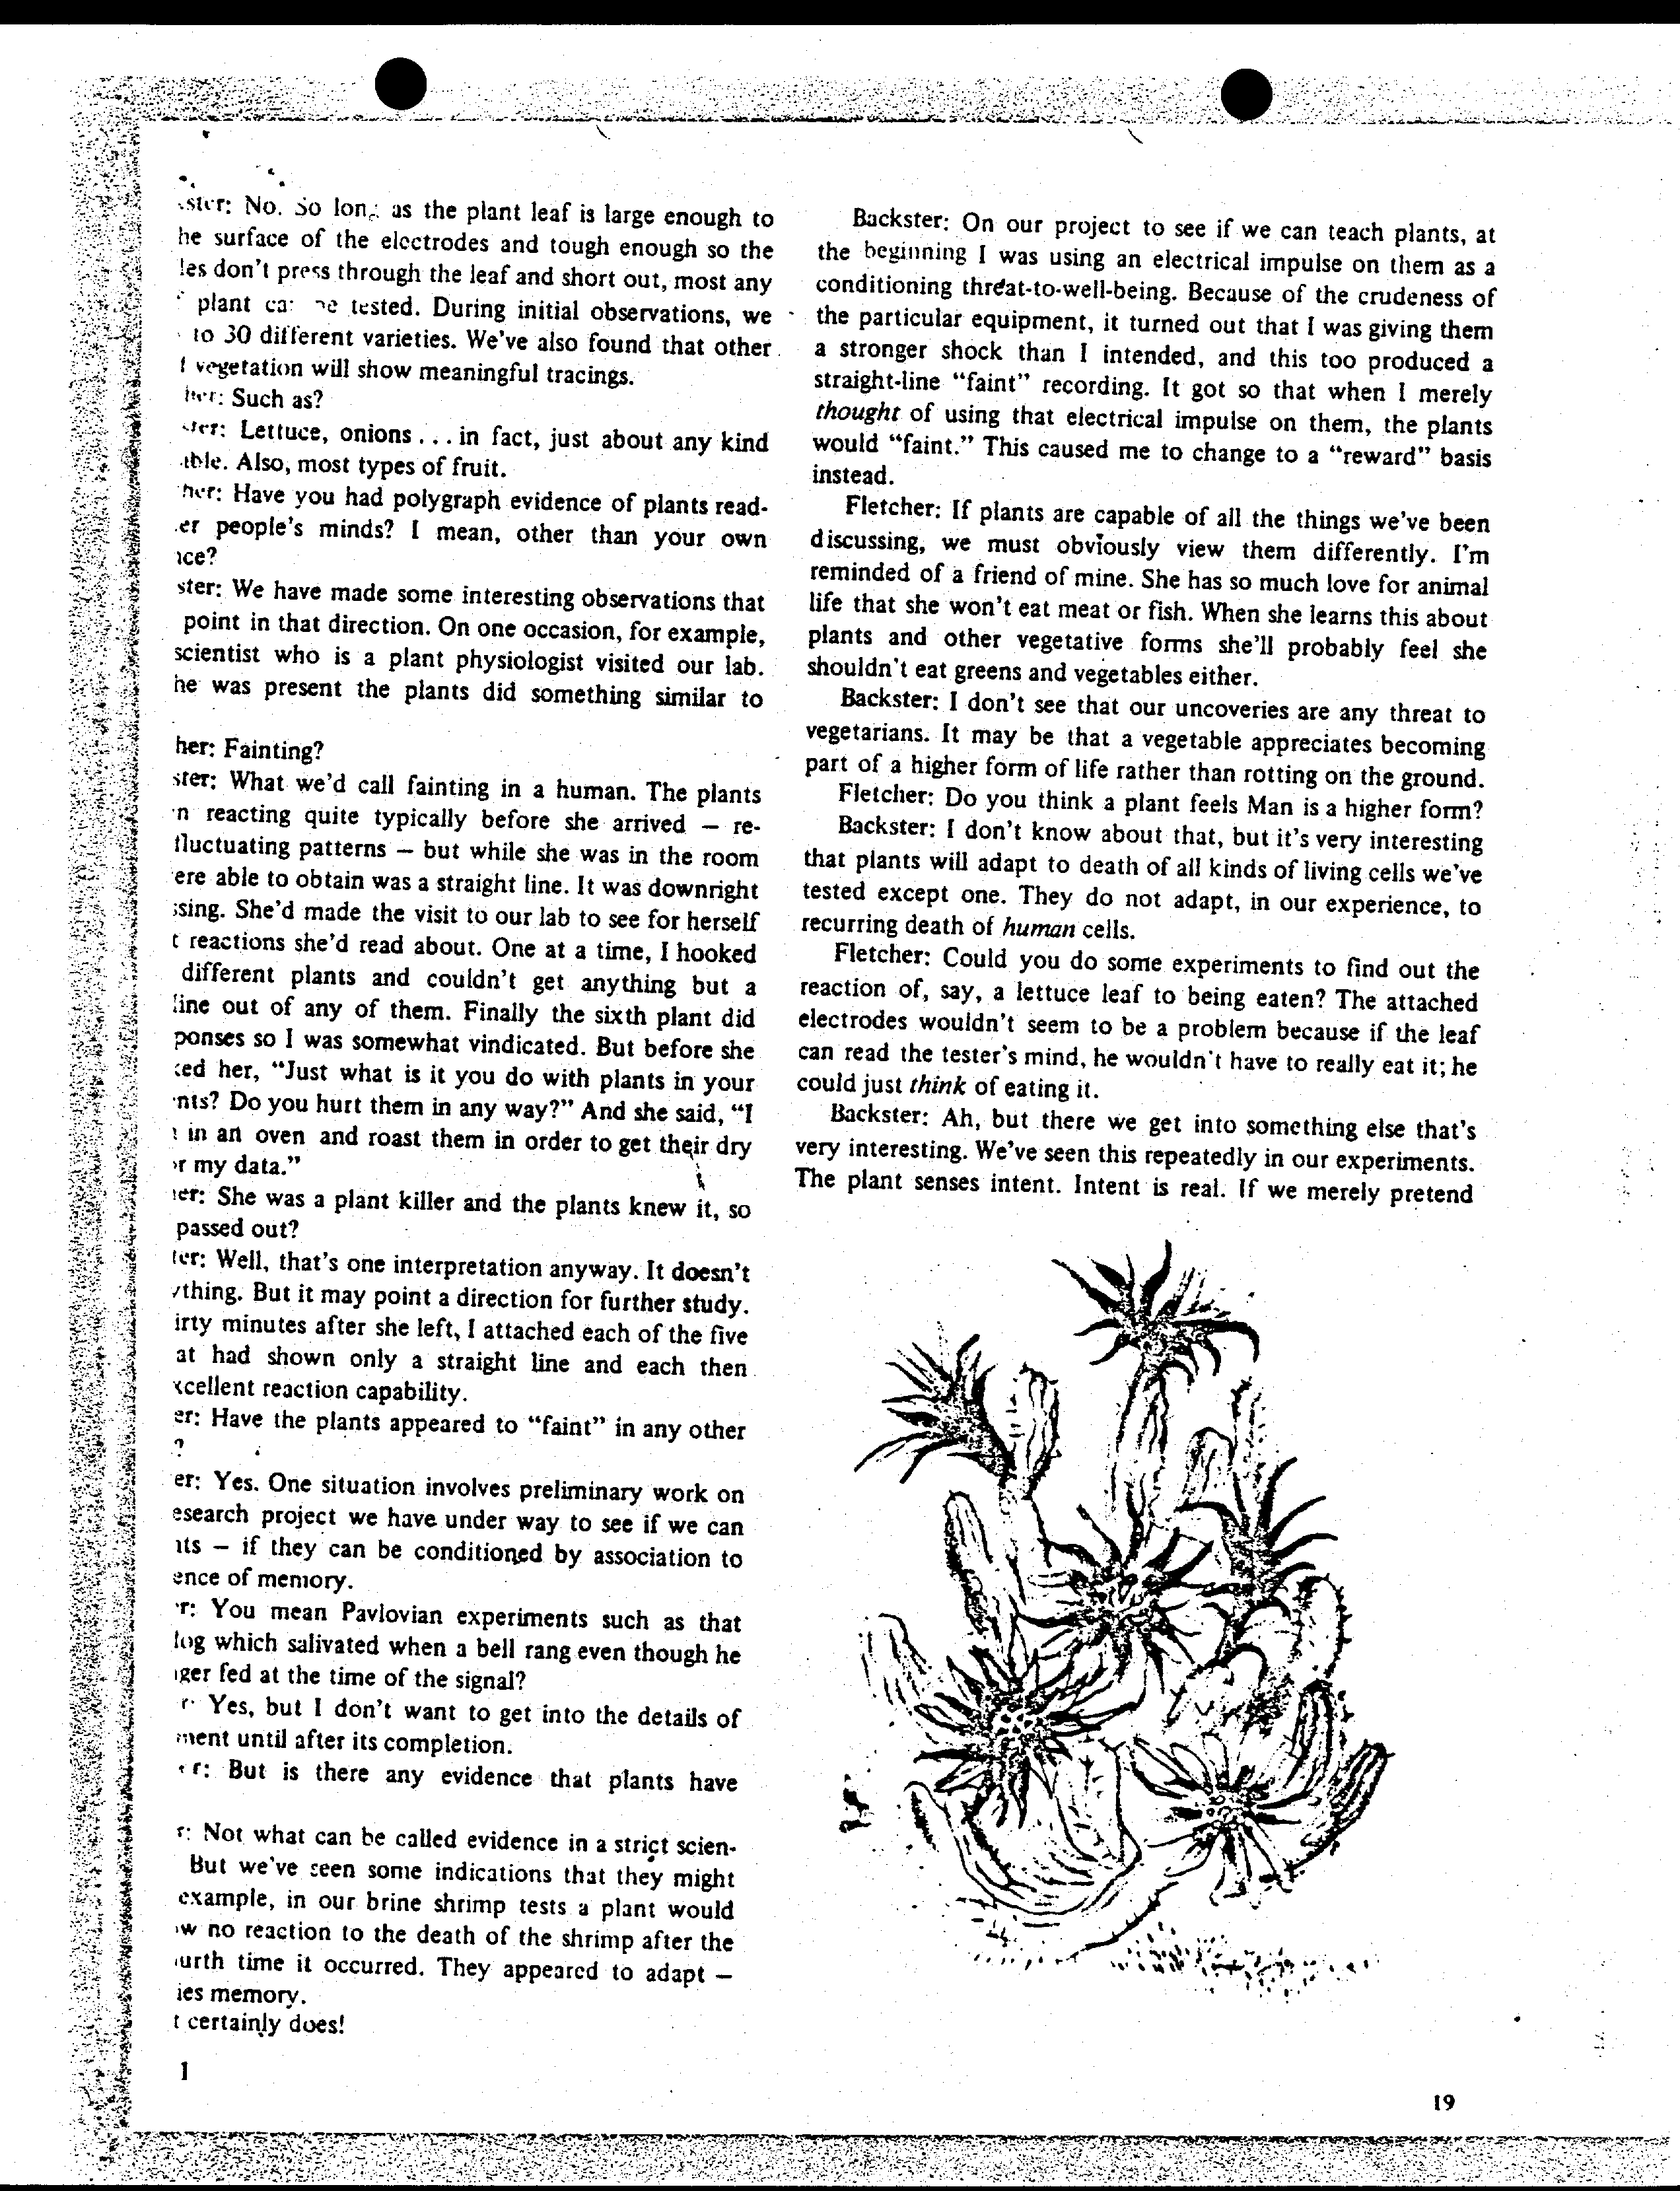 ster: No. So long as the plant leaf is large enough to
he surface of the electrodes and tough enough so the
les don't press through the leaf and short out, most any
plant ca: be tested. During initial observations, we
to 30 different varieties. We've also found that other
f vegetation will show meaningful tracings.
her: Such as?
ster: Lettuce, onions ... in fact, just about any kind
able. Also, most types of fruit.
her: Have you had polygraph evidence of plants read-
er people's minds? I mean, other than your own
ice?
ster: We have made some interesting observations that
point in that direction. On one occasion, for example,
scientist who is a plant physiologist visited our lab.
he was present the plants did something similar to
her: Fainting?
ster: What we'd call fainting in a human. The plants
n reacting quite typically before she arrived — re-
fluctuating patterns — but while she was in the room
ere able to obtain was a straight line. It was downright
ssing. She'd made the visit to our lab to see for herself
t reactions she'd read about. One at a time, I hooked
different plants and couldn't get anything but a
line out of any of them. Finally the sixth plant did
ponses so I was somewhat vindicated. But before she
ked her, "Just what is it you do with plants in your
nts? Do you hurt them in any way?" And she said, "I
in an oven and roast them in order to get their dry
or my data."
her: She was a plant killer and the plants knew it, so
passed out?
ter: Well, that's one interpretation anyway. It doesn't
ything. But it may point a direction for further study.
irty minutes after she left, I attached each of the five
at had shown only a straight line and each then
xcellent reaction capability.
er: Have the plants appeared to "faint" in any other
?
er: Yes. One situation involves preliminary work on
esearch project we have under way to see if we can
nts — if they can be conditioned by association to
ence of memory.
r: You mean Pavlovian experiments such as that
log which salivated when a bell rang even though he
nger fed at the time of the signal?
r: Yes, but I don't want to get into the details of
ment until after its completion.
er: But is there any evidence that plants have
r: Not what can be called evidence in a strict scien-
But we've seen some indications that they might
example, in our brine shrimp tests a plant would
ow no reaction to the death of the shrimp after the
urth time it occurred. They appeared to adapt —
ies memory.
t certainly does!
1
Backster: On our project to see if we can teach plants, at
the beginning I was using an electrical impulse on them as a
conditioning threat-to-well-being. Because of the crudeness of
the particular equipment, it turned out that I was giving them
a stronger shock than I intended, and this too produced a
straight-line "faint" recording. It got so that when I merely
thought of using that electrical impulse on them, the plants
would "faint." This caused me to change to a "reward" basis
instead.
Fletcher: If plants are capable of all the things we've been
discussing, we must obviously view them differently. I'm
reminded of a friend of mine. She has so much love for animal
life that she won't eat meat or fish. When she learns this about
plants and other vegetative forms she'll probably feel she
shouldn't eat greens and vegetables either.
Backster: I don't see that our uncoveries are any threat to
vegetarians. It may be that a vegetable appreciates becoming
part of a higher form of life rather than rotting on the ground.
Fletcher: Do you think a plant feels Man is a higher form?
Backster: I don't know about that, but it's very interesting
that plants will adapt to death of all kinds of living cells we've
tested except one. They do not adapt, in our experience, to
recurring death of human cells.
Fletcher: Could you do some experiments to find out the
reaction of, say, a lettuce leaf to being eaten? The attached
electrodes wouldn't seem to be a problem because if the leaf
can read the tester's mind, he wouldn't have to really eat it; he
could just think of eating it.
Backster: Ah, but there we get into something else that's
very interesting. We've seen this repeatedly in our experiments.
The plant senses intent. Intent is real. If we merely pretend
19